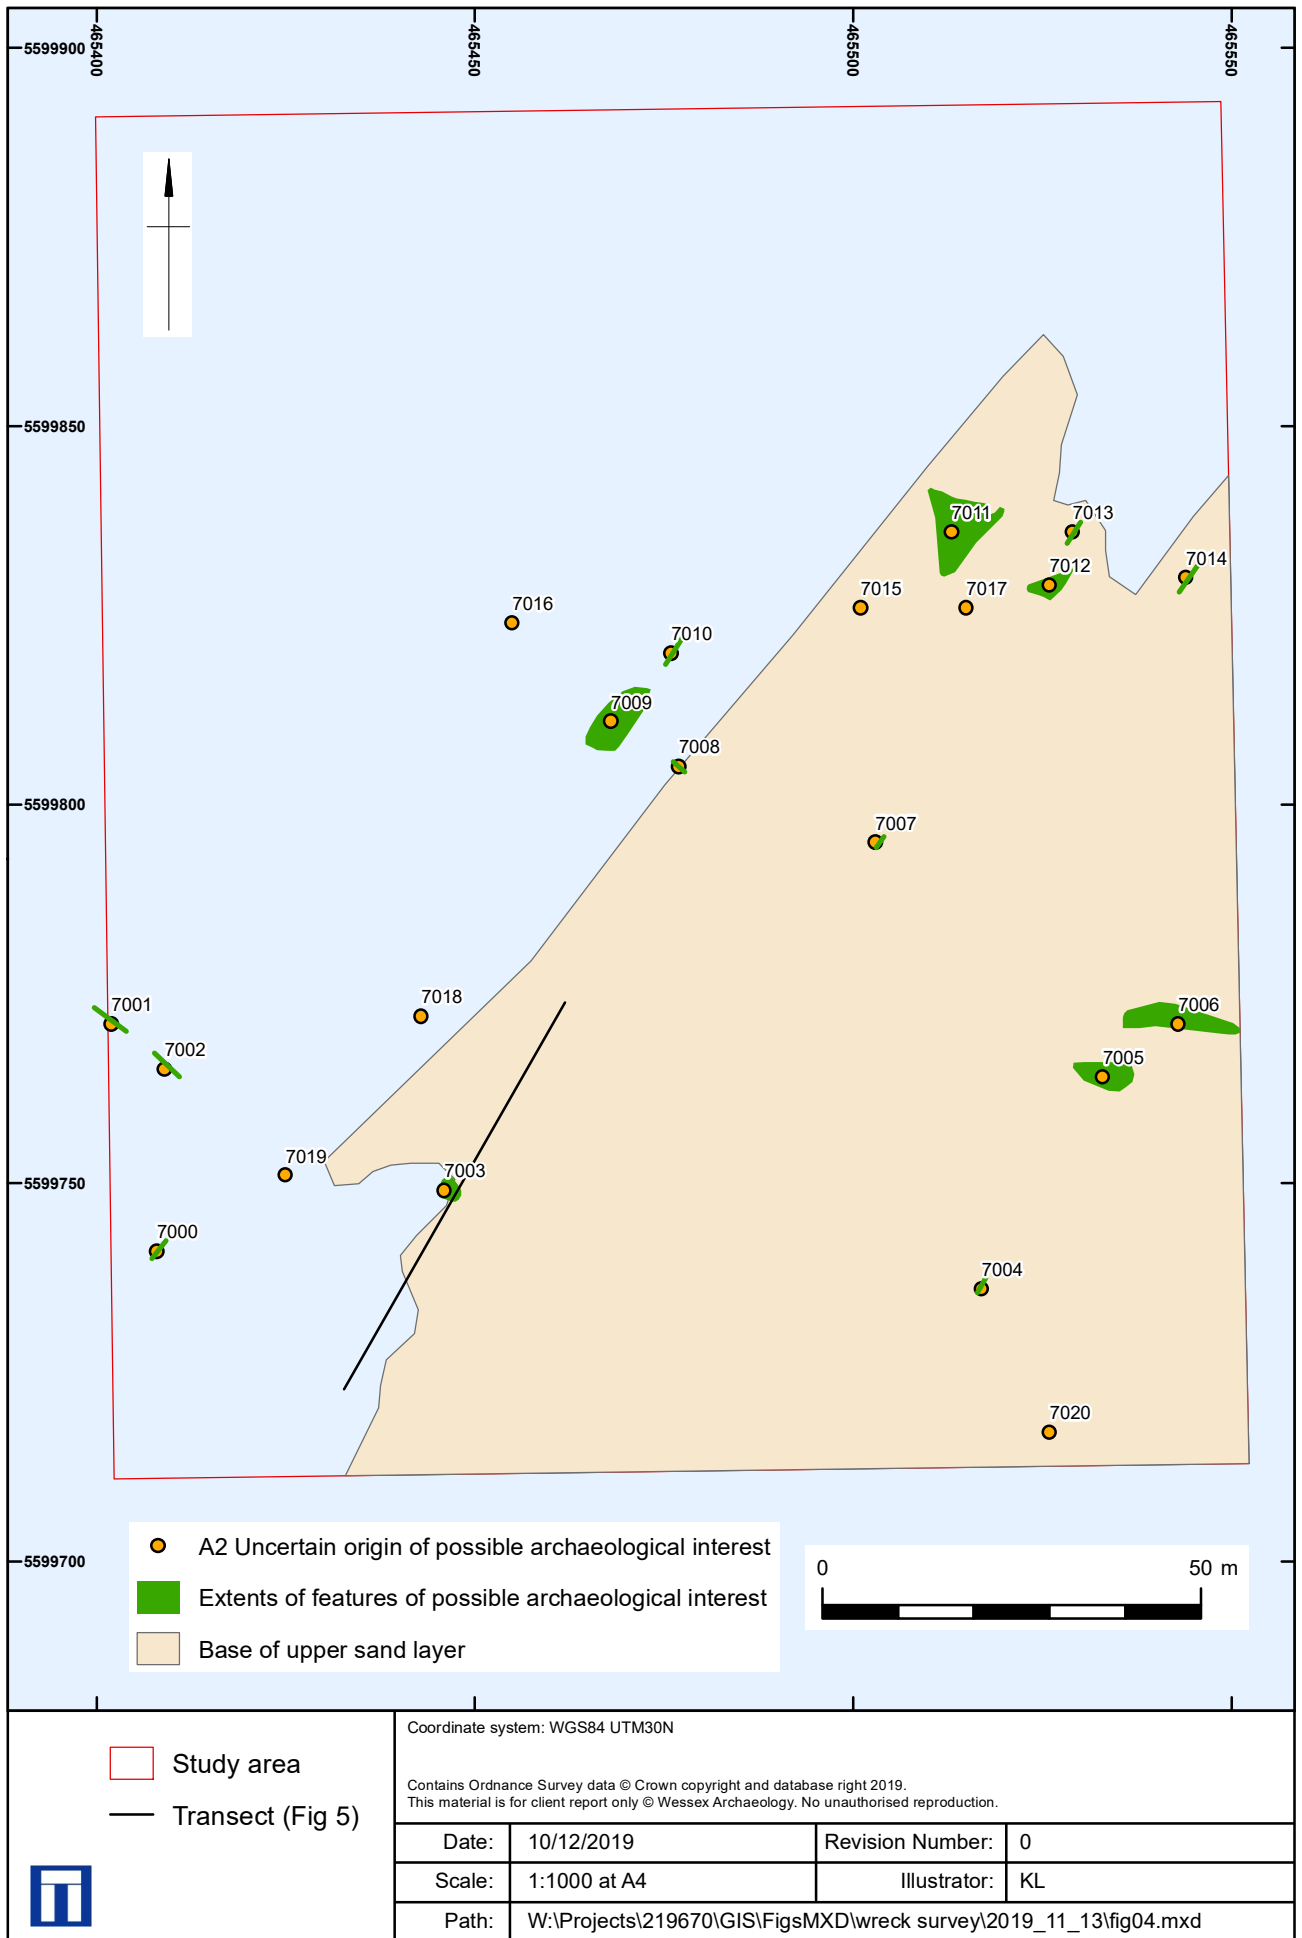 465400
465450
465500
465550
5599900
5599850
5599800
5599750
5599700
7011
7013
7012
7014
7015
7017
7016
7010
7009
7008
7007
7001
7018
7006
7002
7005
7019
7003
7000
7004
7020
A2 Uncertain origin of possible archaeological interest
Extents of features of possible archaeological interest
Base of upper sand layer
0 50 m
Study area
Transect (Fig 5)
Coordinate system: WGS84 UTM30N
Contains Ordnance Survey data © Crown copyright and database right 2019.
This material is for client report only © Wessex Archaeology. No unauthorised reproduction.
Date: 10/12/2019 Revision Number: 0
Scale: 1:1000 at A4 Illustrator: KL
Path: W:\Projects\219670\GIS\FigsMXD\wreck survey\2019_11_13\fig04.mxd